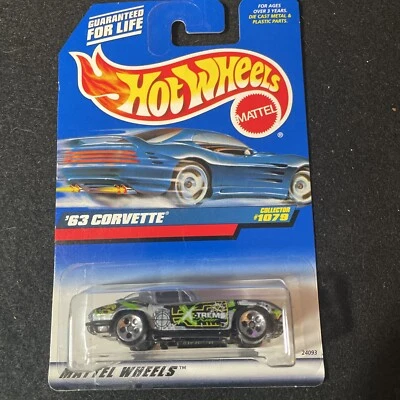 GUARANTEED
FOR LIFE
FOR AGES
OVER 3 YEARS.
DIE CAST METAL &
PLASTIC PARTS.
Hot Wheels
MATTEL
®
'63 CORVETTE
COLLECTOR
#1079
X-TREME
24093
MATTEL WHEELS™